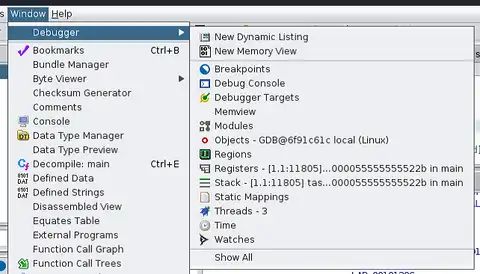 Window Help
Debugger
Bookmarks Ctrl+B
Bundle Manager
Byte Viewer
Checksum Generator
Comments
Console
Data Type Manager
Data Type Preview
Decompile: main Ctrl+E
Defined Data
Defined Strings
Disassembled View
Equates Table
External Programs
Function Call Graph
Function Call Trees
New Dynamic Listing
New Memory View
Breakpoints
Debug Console
Debugger Targets
Memview
Modules
Objects - GDB@6f91c61c local (Linux)
Regions
Registers - [1.1:11805]...000055555555522b in main
Stack - [1.1:11805] tas...000055555555522b in main
Static Mappings
Threads - 3
Time
Watches
Show All